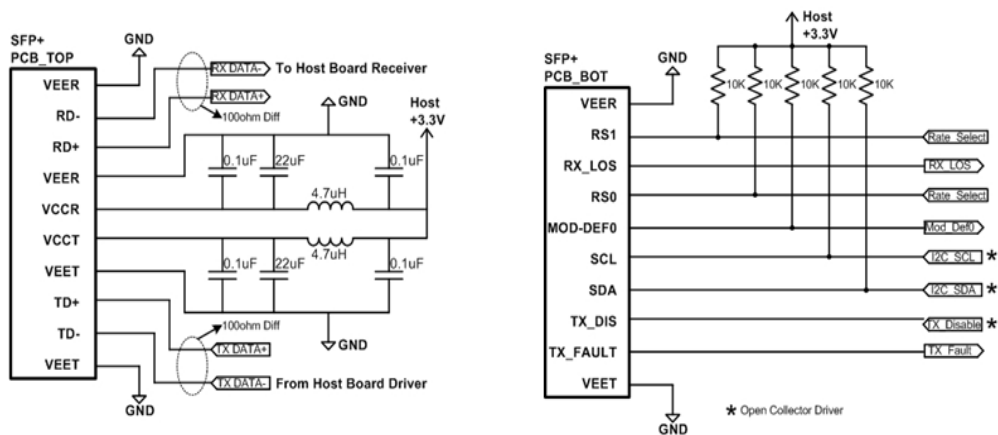 SFP+
PCB_TOP
GND
VEER
RD-
RD+
VEER
VCCR
VCCT
VEET
TD+
TD-
VEET
GND
RX DATA-
To Host Board Receiver
RX DATA+
100ohm Diff
GND
Host
+3.3V
0.1uF
22uF
0.1uF
4.7uH
4.7uH
0.1uF
22uF
0.1uF
100ohm Diff
GND
TX DATA+
TX DATA-
From Host Board Driver
SFP+
PCB_BOT
GND
Host
+3.3V
10K
10K
10K
10K
10K
VEER
RS1
RX_LOS
RS0
MOD-DEF0
SCL
SDA
TX_DIS
TX_FAULT
VEET
GND
Rate_Select
RX_LOS
Rate_Select
Mod_Def0
I2C_SCL *
I2C_SDA *
TX_Disable *
TX_Fault
* Open Collector Driver